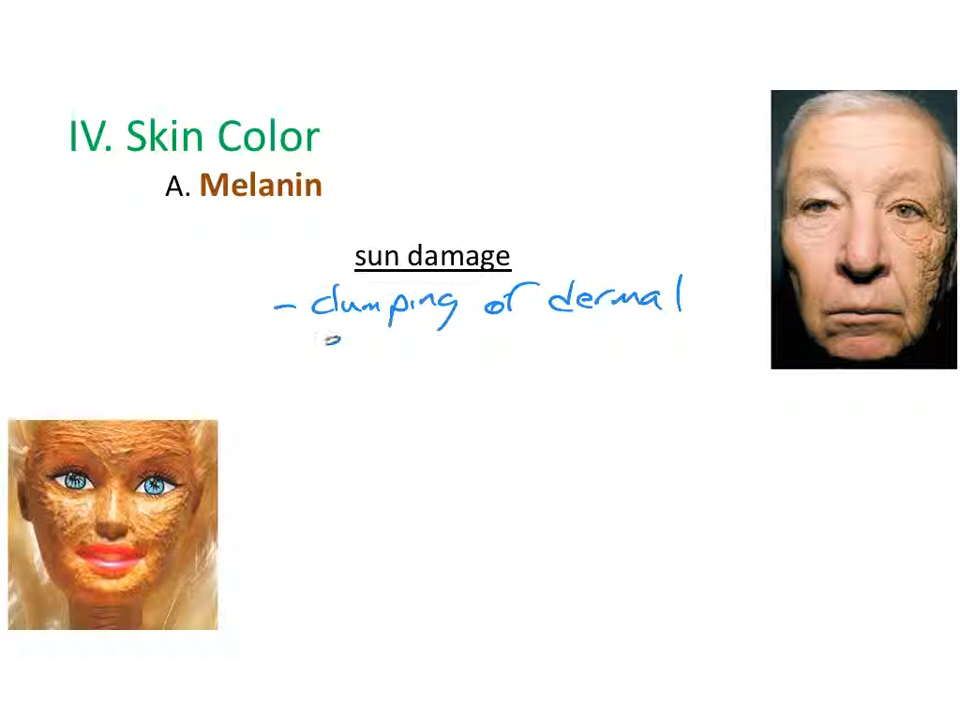 IV. Skin Color
A. Melanin
sun damage
- clumping of dermal